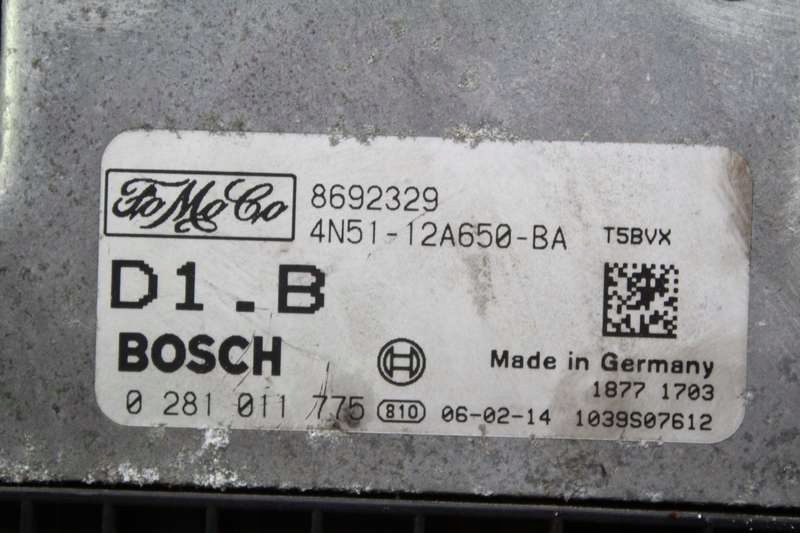 FoMoCo 8692329
4N51-12A650-BA T5BVX
D1.B
BOSCH Made in Germany
1877 1703
0 281 011 775 810 06-02-14 1039S07612